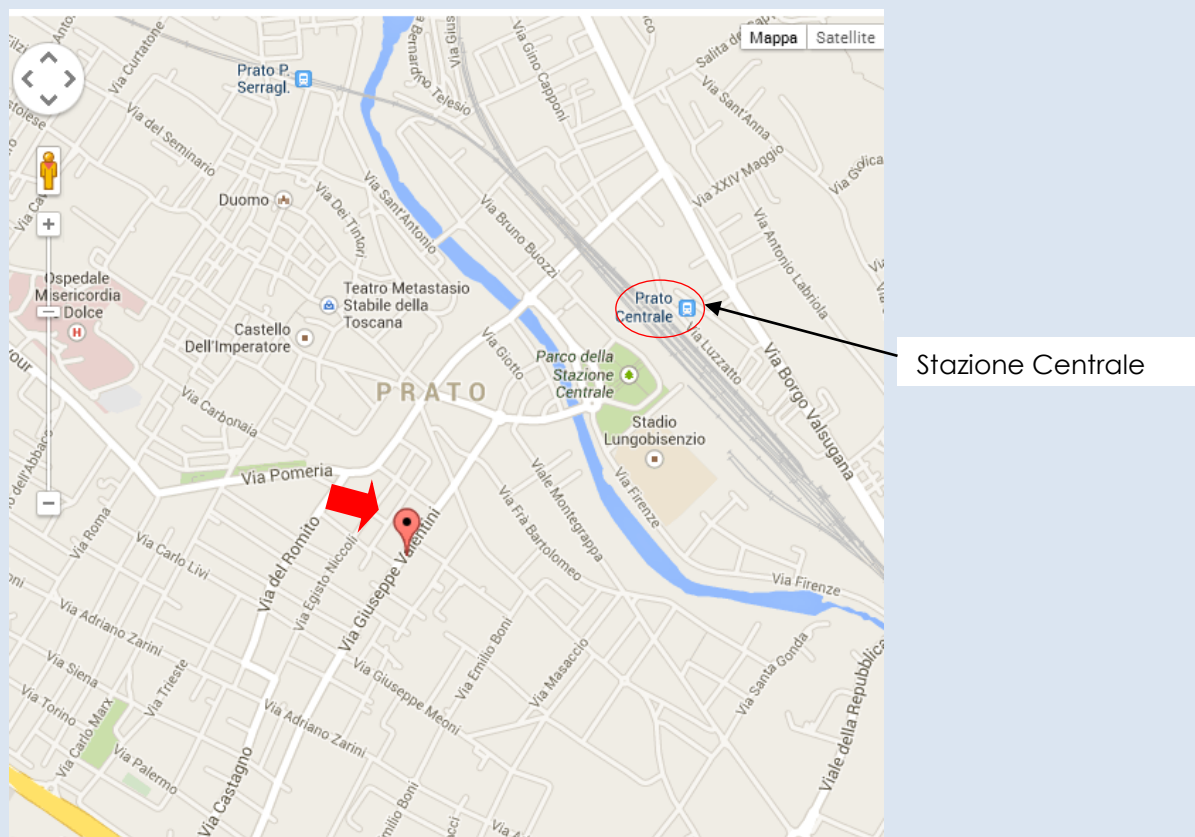 Mappa
Satellite
Prato P.
Serragl.
Via Curtatone
Via del Seminario
Via Gino Capponi
Via Sant'Anna
Via XXIV Maggio
Duomo
Via Dei Tintori
Via Sant'Antonio
Via Bruno Buozzi
Via Antonio Labriola
Ospedale
Misericordia
e Dolce
H
Teatro Metastasio
Stabile della
Toscana
Castello
Dell'Imperatore
Prato
Centrale
Via Luzzatto
Via Borgo Valsugana
Stazione Centrale
Via Giotto
Parco della
Stazione
Centrale
PRATO
Via Carbonaia
Stadio
Lungobisenzio
Via Pomeria
Viale Montegrappa
Via Firenze
Via Frà Bartolomeo
Via Roma
Via Carlo Livi
Via del Romito
Via Egisto Niccoli
Via Giuseppe Valentini
Via Firenze
Via Adriano Zarini
Via Emilio Boni
Via Masaccio
Via Santa Gonda
Viale della Repubblica
Via Siena
Via Trieste
Via Giuseppe Meoni
Via Torino
Via Carlo Marx
Via Adriano Zarini
Via Palermo
Via Castagno